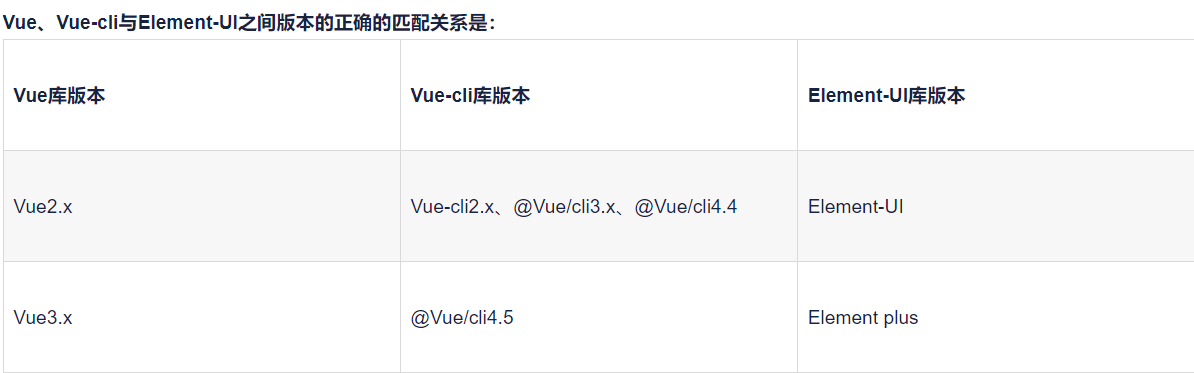 Vue、Vue-cli与Element-UI之间版本的正确的匹配关系是：
Vue库版本 Vue-cli库版本 Element-UI库版本
Vue2.x Vue-cli2.x、@Vue/cli3.x、@Vue/cli4.4 Element-UI
Vue3.x @Vue/cli4.5 Element plus